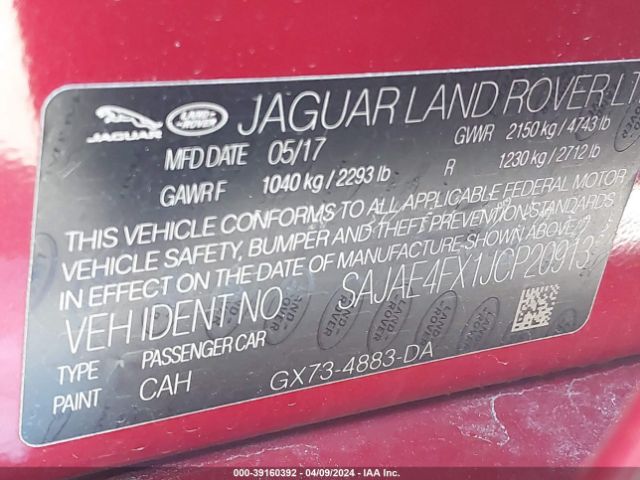 JAGUAR LAND ROVER JAGUAR LAND ROVER
MFD DATE 05/17 GWWR 2150 kg / 4743 lb
GAWR F 1040 kg / 2293 lb R 1230 kg / 2712 lb
THIS VEHICLE CONFORMS TO ALL APPLICABLE FEDERAL MOTOR
VEHICLE SAFETY, BUMPER AND THEFT PREVENTION STANDARDS
IN EFFECT ON THE DATE OF MANUFACTURE SHOWN ABOVE.
VEH IDENT NO. SAJAE4FX1JCP20913
TYPE PASSENGER CAR
PAINT CAH GX73-4883-DA
000-39160392 - 04/09/2024 - IAA Inc.